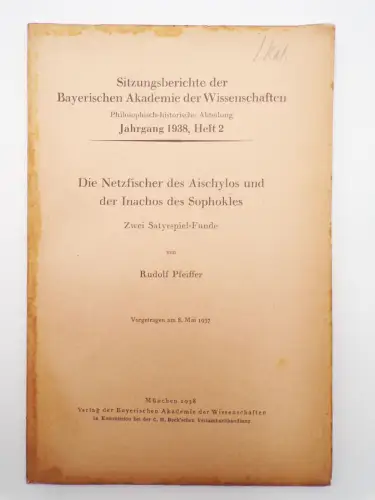 Sitzungsberichte der
Bayerischen Akademie der Wissenschaften
Philosophisch-historische Abteilung
Jahrgang 1938, Heft 2
Die Netzfischer des Aischylos und
der Inachos des Sophokles
Zwei Satyrspiel-Funde
von
Rudolf Pfeiffer
Vorgetragen am 8. Mai 1937
München 1938
Verlag der Bayerischen Akademie der Wissenschaften
in Kommission bei der C. H. Beck'schen Verlagsbuchhandlung